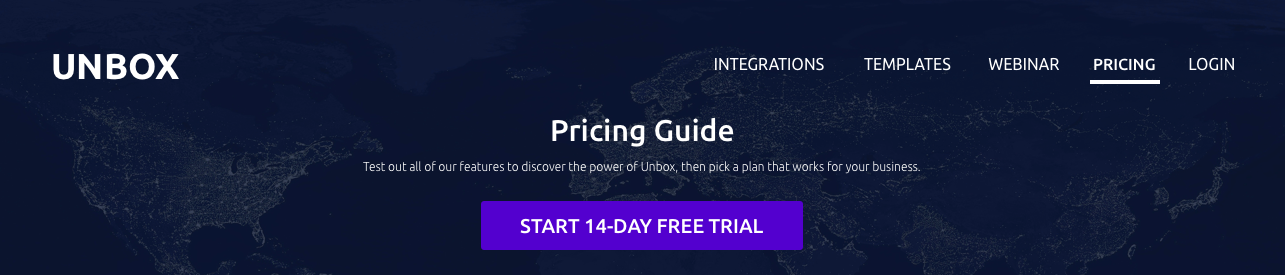 UNBOX
INTEGRATIONS TEMPLATES WEBINAR PRICING LOGIN
Pricing Guide
Test out all of our features to discover the power of Unbox, then pick a plan that works for your business.
START 14-DAY FREE TRIAL